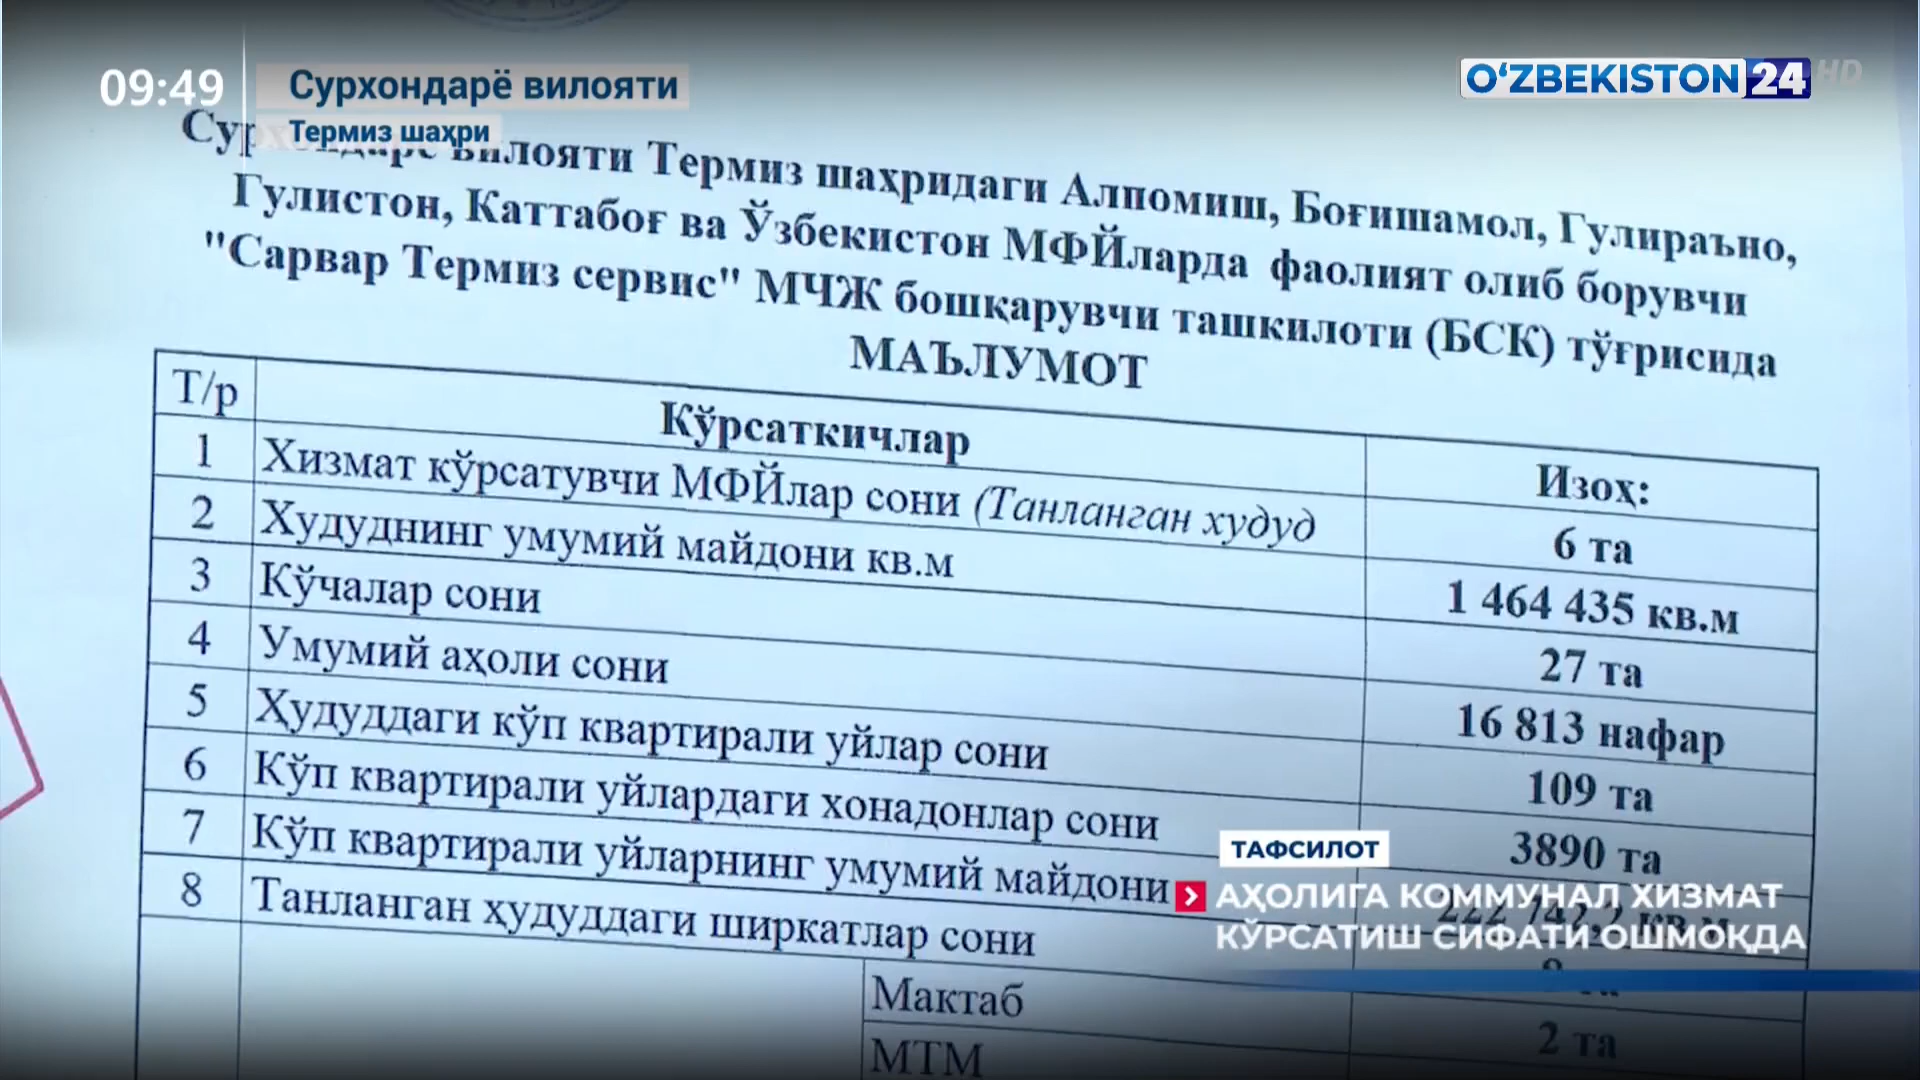 09:49
Сурхондарё вилояти
Термиз шаҳри
O‘ZBEKISTON 24 HD
вилояти Термиз шаҳридаги Алпомиш, Боғишамол, Гулираъно,
Гулистон, Каттабоғ ва Ўзбекистон МФЙларда фаолият олиб борувчи
"Сарвар Термиз сервис" МЧЖ бошқарувчи ташкилоти (БСК) тўғрисида
МАЪЛУМОТ
Т/р Кўрсаткичлар Изоҳ:
1 Хизмат кўрсатувчи МФЙлар сони (Танланган худуд 6 та
2 Ҳудуднинг умумий майдони кв.м 1 464 435 кв.м
3 Кўчалар сони 27 та
4 Умумий аҳоли сони 16 813 нафар
5 Ҳудуддаги кўп квартирали уйлар сони 109 та
6 Кўп квартирали уйлардаги хонадонлар сони 3890 та
7 Кўп квартирали уйларнинг умумий майдони
8 Танланган ҳудуддаги ширкатлар сони
Мактаб 2 та
МТМ
ТАФСИЛОТ
АҲОЛИГА КОММУНАЛ ХИЗМАТ
КЎРСАТИШ СИФАТИ ОШМОҚДА